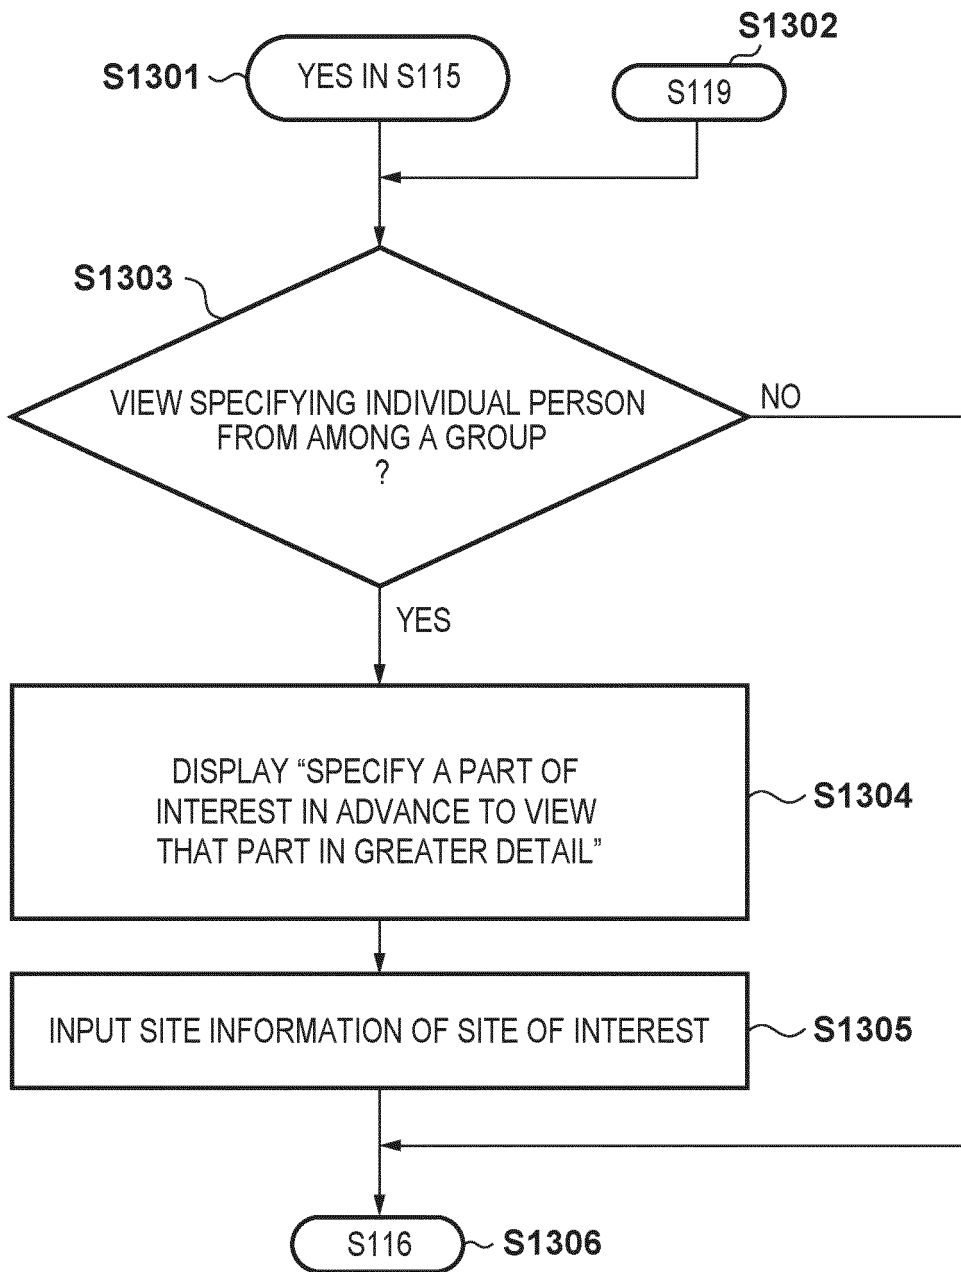 S1302
S1301
YES IN S115
S119
S1303
VIEW SPECIFYING INDIVIDUAL PERSON
FROM AMONG A GROUP
?
NO
YES
DISPLAY “SPECIFY A PART OF
INTEREST IN ADVANCE TO VIEW
THAT PART IN GREATER DETAIL”
S1304
INPUT SITE INFORMATION OF SITE OF INTEREST
S1305
S116
S1306